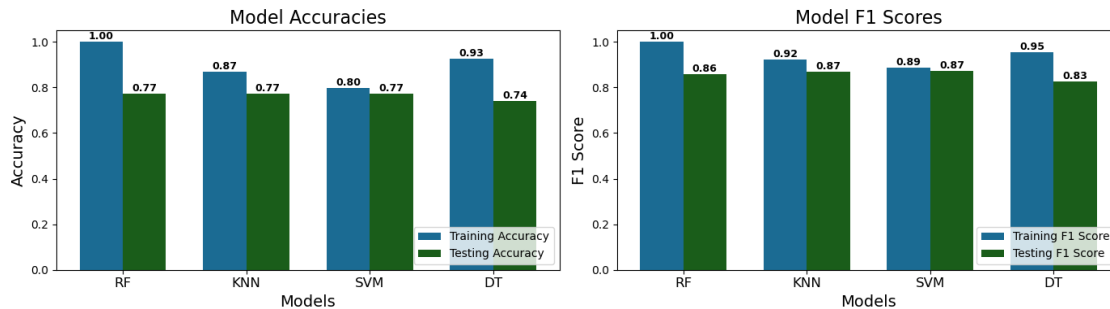 Model Accuracies
1.00
0.77
0.87
0.77
0.80
0.77
0.93
0.74
1.0
0.8
0.6
0.4
0.2
0.0
Accuracy
Training Accuracy
Testing Accuracy
RF KNN SVM DT
Models
Model F1 Scores
1.00
0.86
0.92
0.87
0.89
0.87
0.95
0.83
1.0
0.8
0.6
0.4
0.2
0.0
F1 Score
Training F1 Score
Testing F1 Score
RF KNN SVM DT
Models